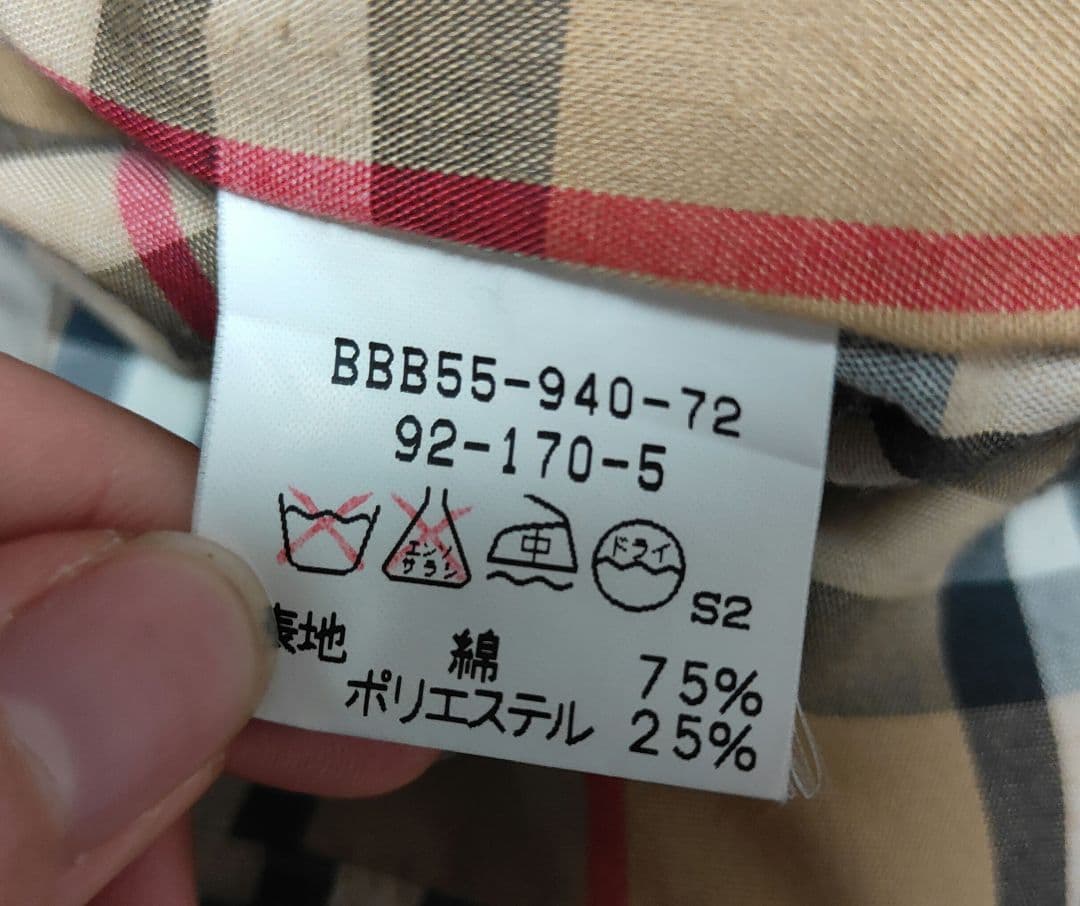 BBB55-940-72
92-170-5
エンソ
サラシ
中
ドライ
S2
表地 綿 75%
ポリエステル 25%